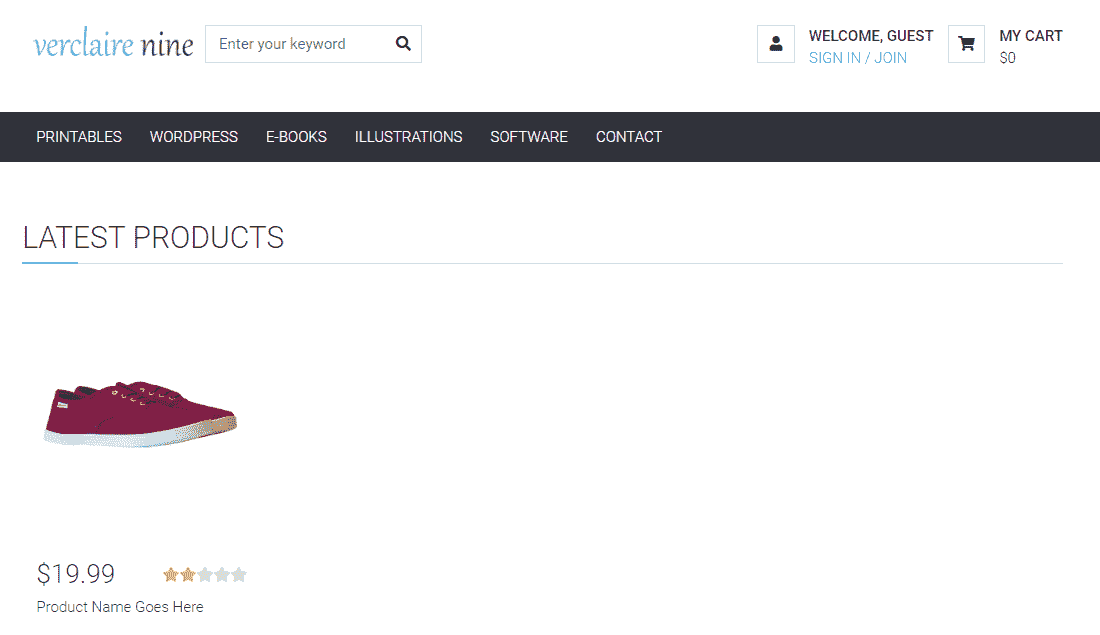 verclaire nine
Enter your keyword
WELCOME, GUEST
SIGN IN / JOIN
MY CART
$0
PRINTABLES WORDPRESS E-BOOKS ILLUSTRATIONS SOFTWARE CONTACT
LATEST PRODUCTS
$19.99
Product Name Goes Here